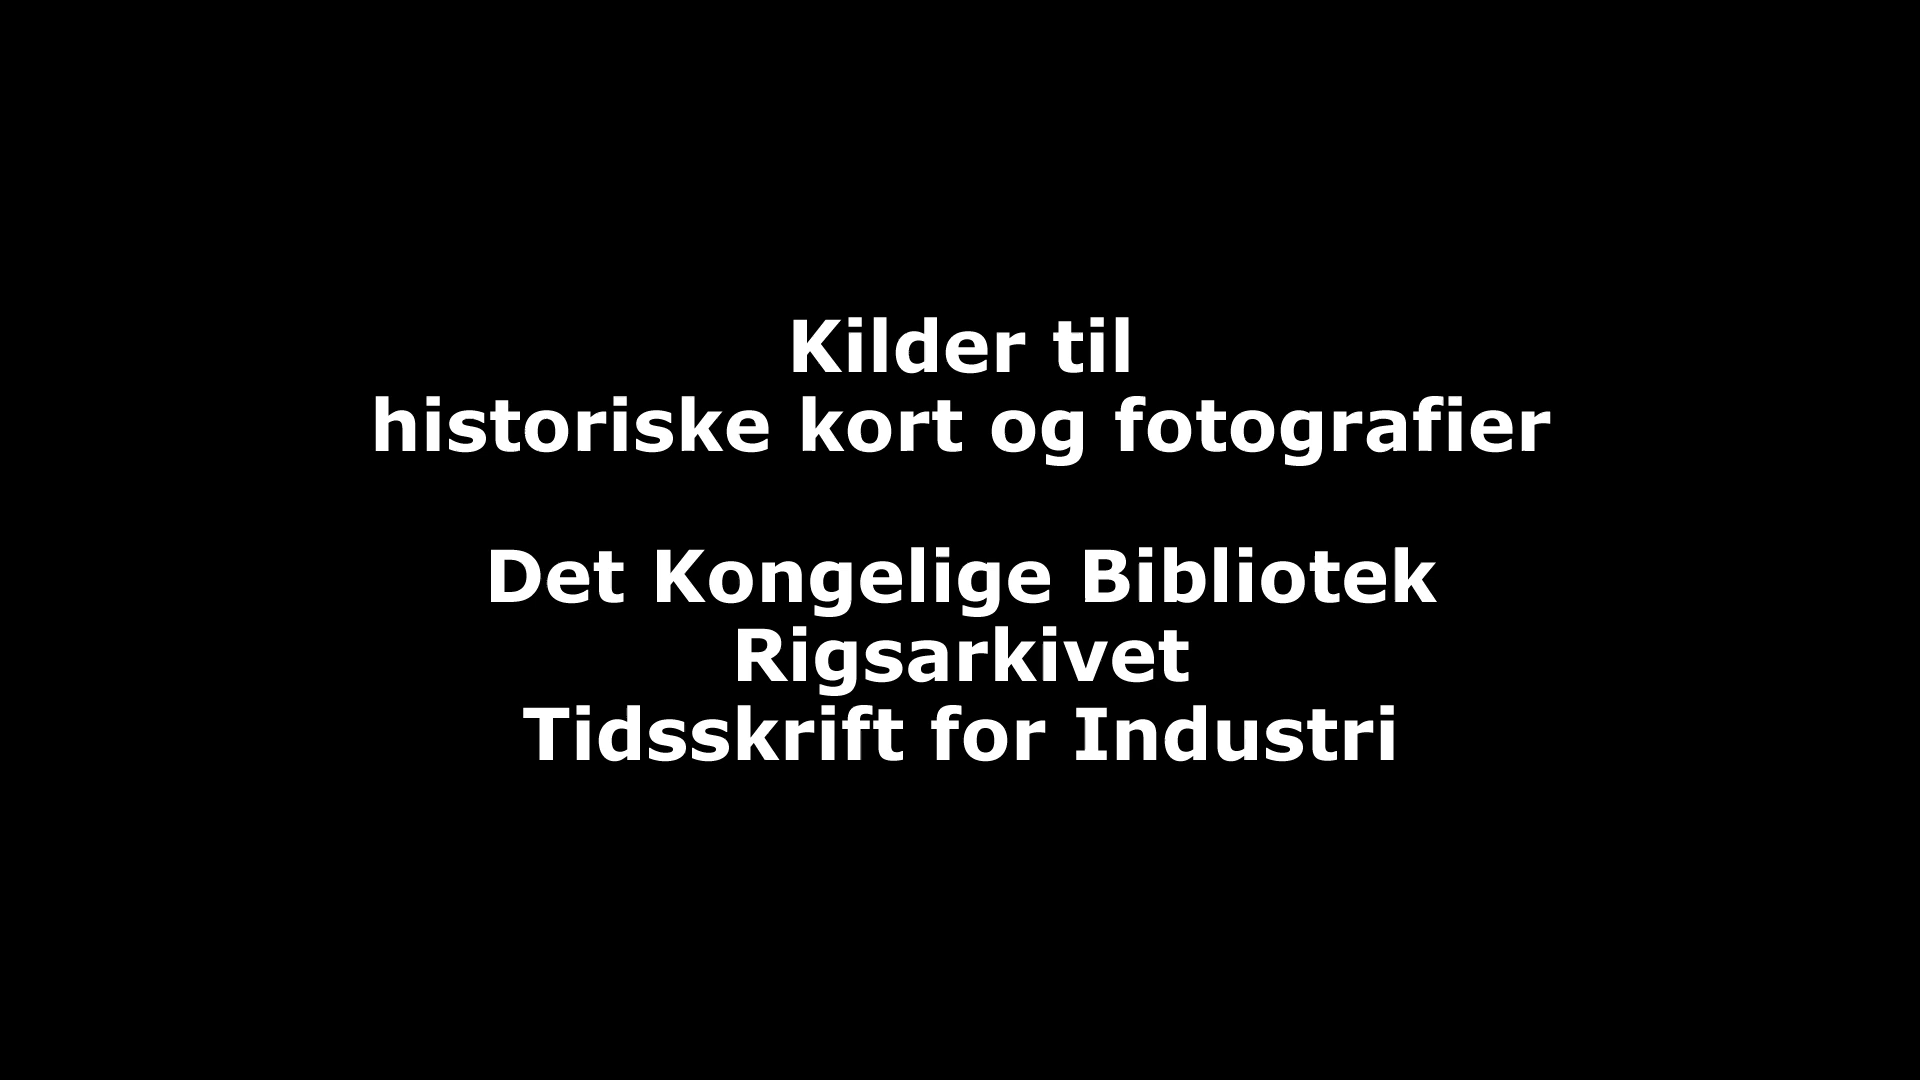 Kilder til
historiske kort og fotografier
Det Kongelige Bibliotek
Rigsarkivet
Tidsskrift for Industri